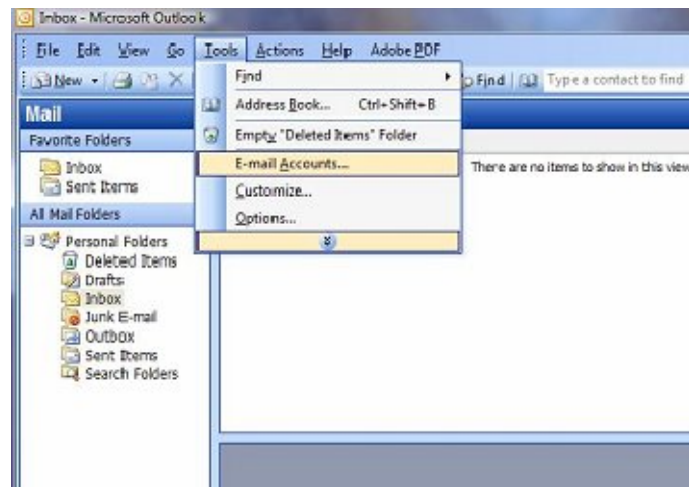 Inbox - Microsoft Outlook
File Edit View Go Tools Actions Help Adobe PDF
New Find Type a contact to find
Mail
Favorite Folders
Inbox
Sent Items
All Mail Folders
Personal Folders
Deleted Items
Drafts
Inbox
Junk E-mail
Outbox
Sent Items
Search Folders
Find
Address Book... Ctrl+Shift+B
Empty "Deleted Items" Folder
E-mail Accounts...
Customize...
Options...
There are no items to show in this view